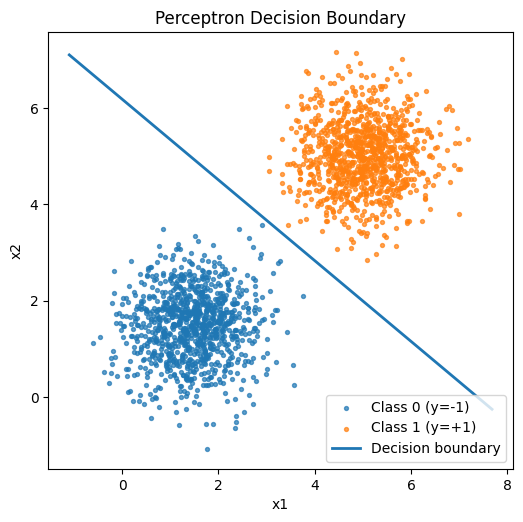 Perceptron Decision Boundary
x2
6
4
2
0
0 2 4 6 8
x1
Class 0 (y=-1)
Class 1 (y=+1)
Decision boundary